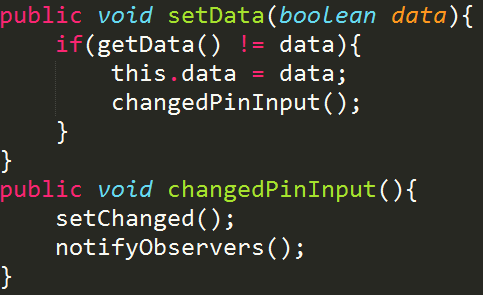 public void setData(boolean data){
    if(getData() != data){
        this.data = data;
        changedPinInput();
    }
}
public void changedPinInput(){
    setChanged();
    notifyObservers();
}